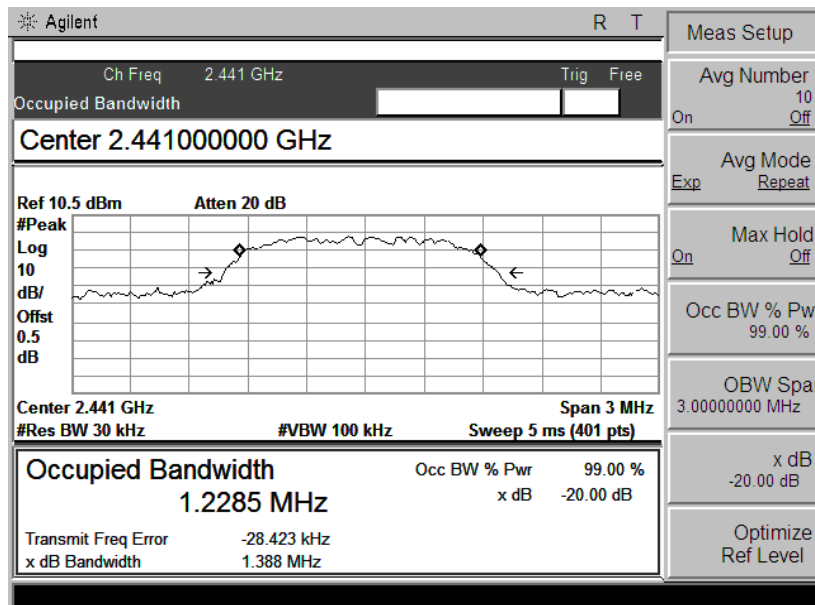 Agilent R T
Ch Freq 2.441 GHz Trig Free
Occupied Bandwidth
Center 2.441000000 GHz
Ref 10.5 dBm Atten 20 dB
#Peak
Log
10
dB/
Offst
0.5
dB
Center 2.441 GHz Span 3 MHz
#Res BW 30 kHz #VBW 100 kHz Sweep 5 ms (401 pts)
Occupied Bandwidth Occ BW % Pwr 99.00 %
1.2285 MHz x dB -20.00 dB
Transmit Freq Error -28.423 kHz
x dB Bandwidth 1.388 MHz
Meas Setup
Avg Number
10
On Off
Avg Mode
Exp Repeat
Max Hold
On Off
Occ BW % Pw
99.00 %
OBW Spa
3.00000000 MHz
x dB
-20.00 dB
Optimize
Ref Level